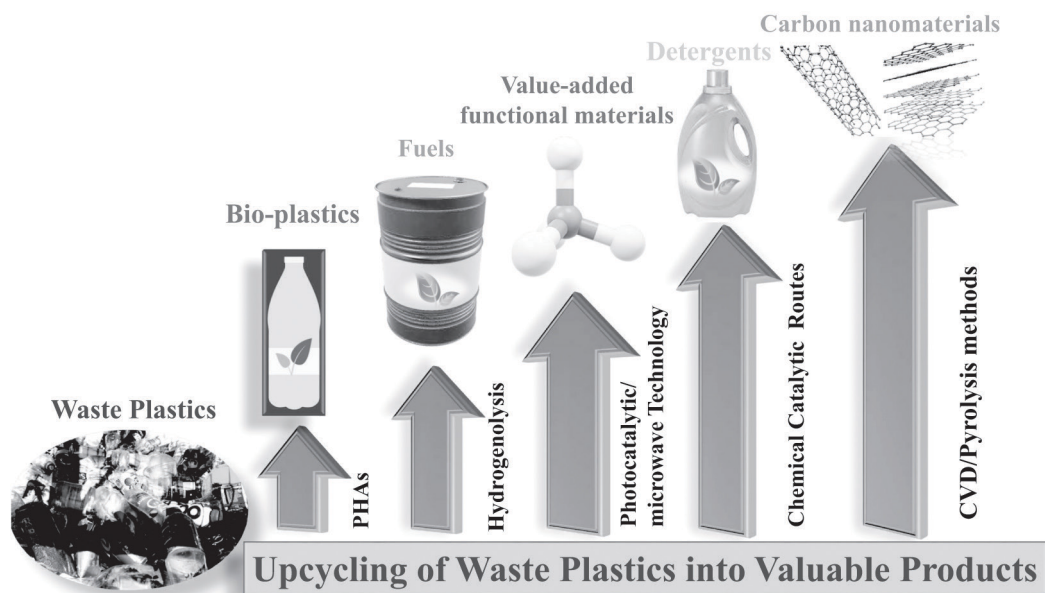 Carbon nanomaterials
Detergents
Value-added
functional materials
Fuels
Bio-plastics
Waste Plastics
PHAs
Hydrogenolysis
Photocatalytic/
microwave Technology
Chemical Catalytic Routes
CVD/Pyrolysis methods
Upcycling of Waste Plastics into Valuable Products